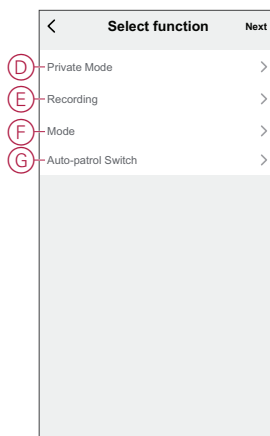 Select function Next
D Private Mode
E Recording
F Mode
G Auto-patrol Switch